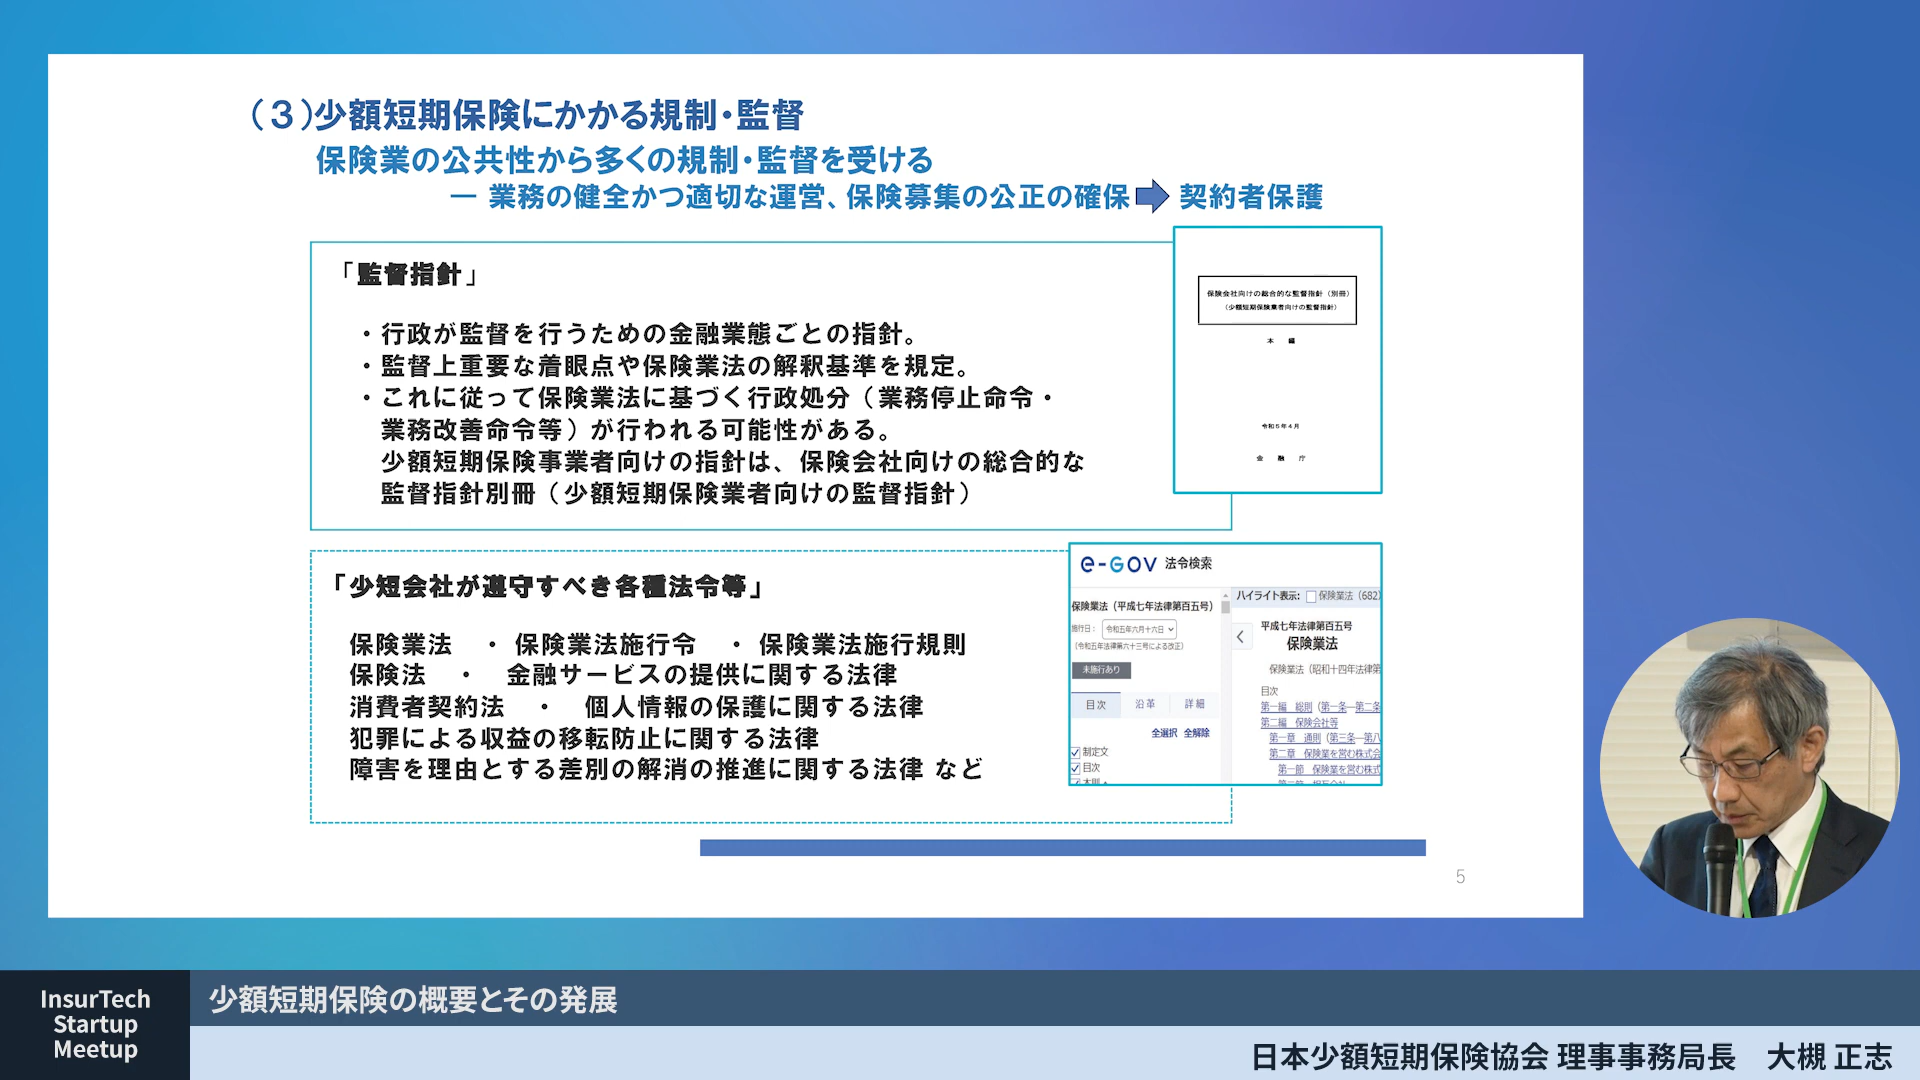 （３）少額短期保険にかかる規制・監督
保険業の公共性から多くの規制・監督を受ける
― 業務の健全かつ適切な運営、保険募集の公正の確保 契約者保護
「監督指針」
・行政が監督を行うための金融業態ごとの指針。
・監督上重要な着眼点や保険業法の解釈基準を規定。
・これに従って保険業法に基づく行政処分（業務停止命令・
業務改善命令等）が行われる可能性がある。
少額短期保険事業者向けの指針は、保険会社向けの総合的な
監督指針別冊（少額短期保険業者向けの監督指針）
保険会社向けの総合的な監督指針（別冊）
（少額短期保険業者向けの監督指針）
本 編
令和５年４月
金 融 庁
「少短会社が遵守すべき各種法令等」
保険業法 ・ 保険業法施行令 ・ 保険業法施行規則
保険法 ・ 金融サービスの提供に関する法律
消費者契約法 ・ 個人情報の保護に関する法律
犯罪による収益の移転防止に関する法律
障害を理由とする差別の解消の推進に関する法律 など
e-GOV 法令検索
保険業法（平成七年法律第百五号）
施行日： 令和五年六月十六日
（令和五年法律第六十三号による改正）
未施行あり
目次 沿革 詳細
全選択 全解除
制定文
目次
ハイライト表示: 保険業法（682）
平成七年法律第百五号
保険業法
保険業法（昭和十四年法律第
目次
第一編 総則（第一条―第二条
第二編 保険会社等
第一章 通則（第三条―第八
第二章 保険業を営む株式会
第一節 保険業を営む株式
5
InsurTech
Startup
Meetup
少額短期保険の概要とその発展
日本少額短期保険協会 理事事務局長 大槻 正志